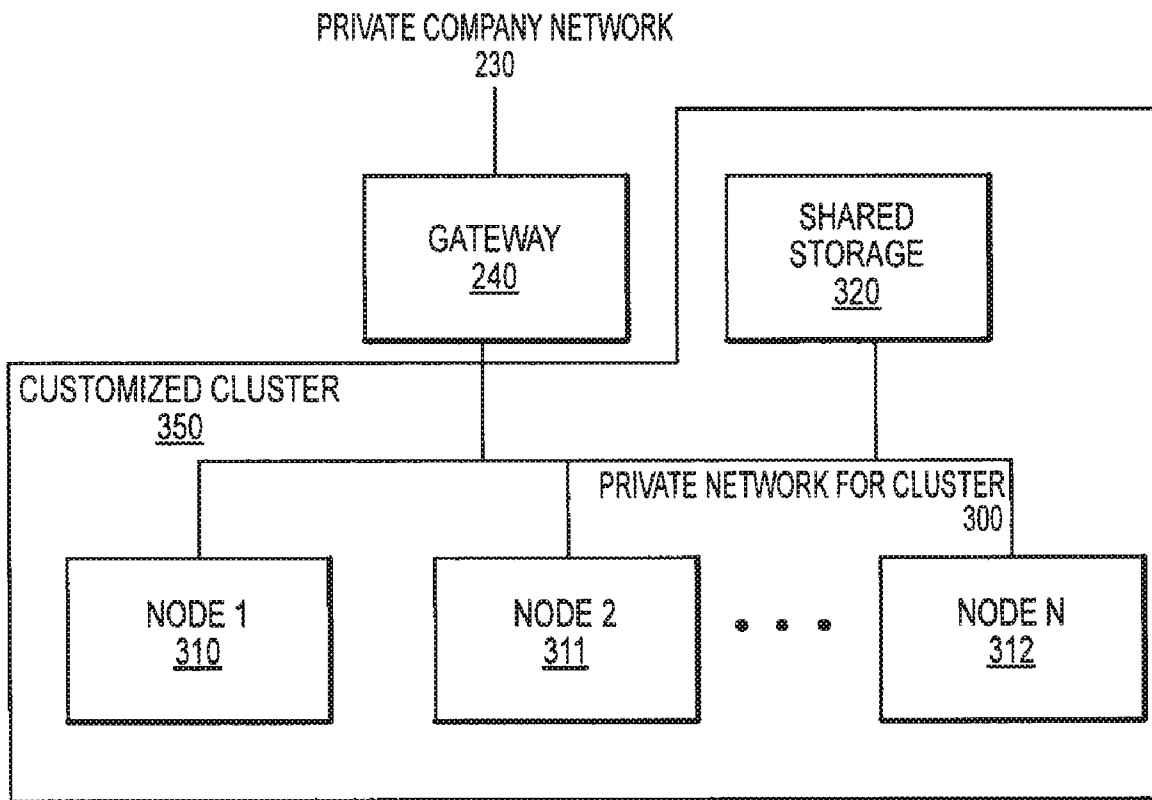 PRIVATE COMPANY NETWORK
230
GATEWAY
240
SHARED
STORAGE
320
CUSTOMIZED CLUSTER
350
PRIVATE NETWORK FOR CLUSTER
300
NODE 1
310
NODE 2
311
NODE N
312